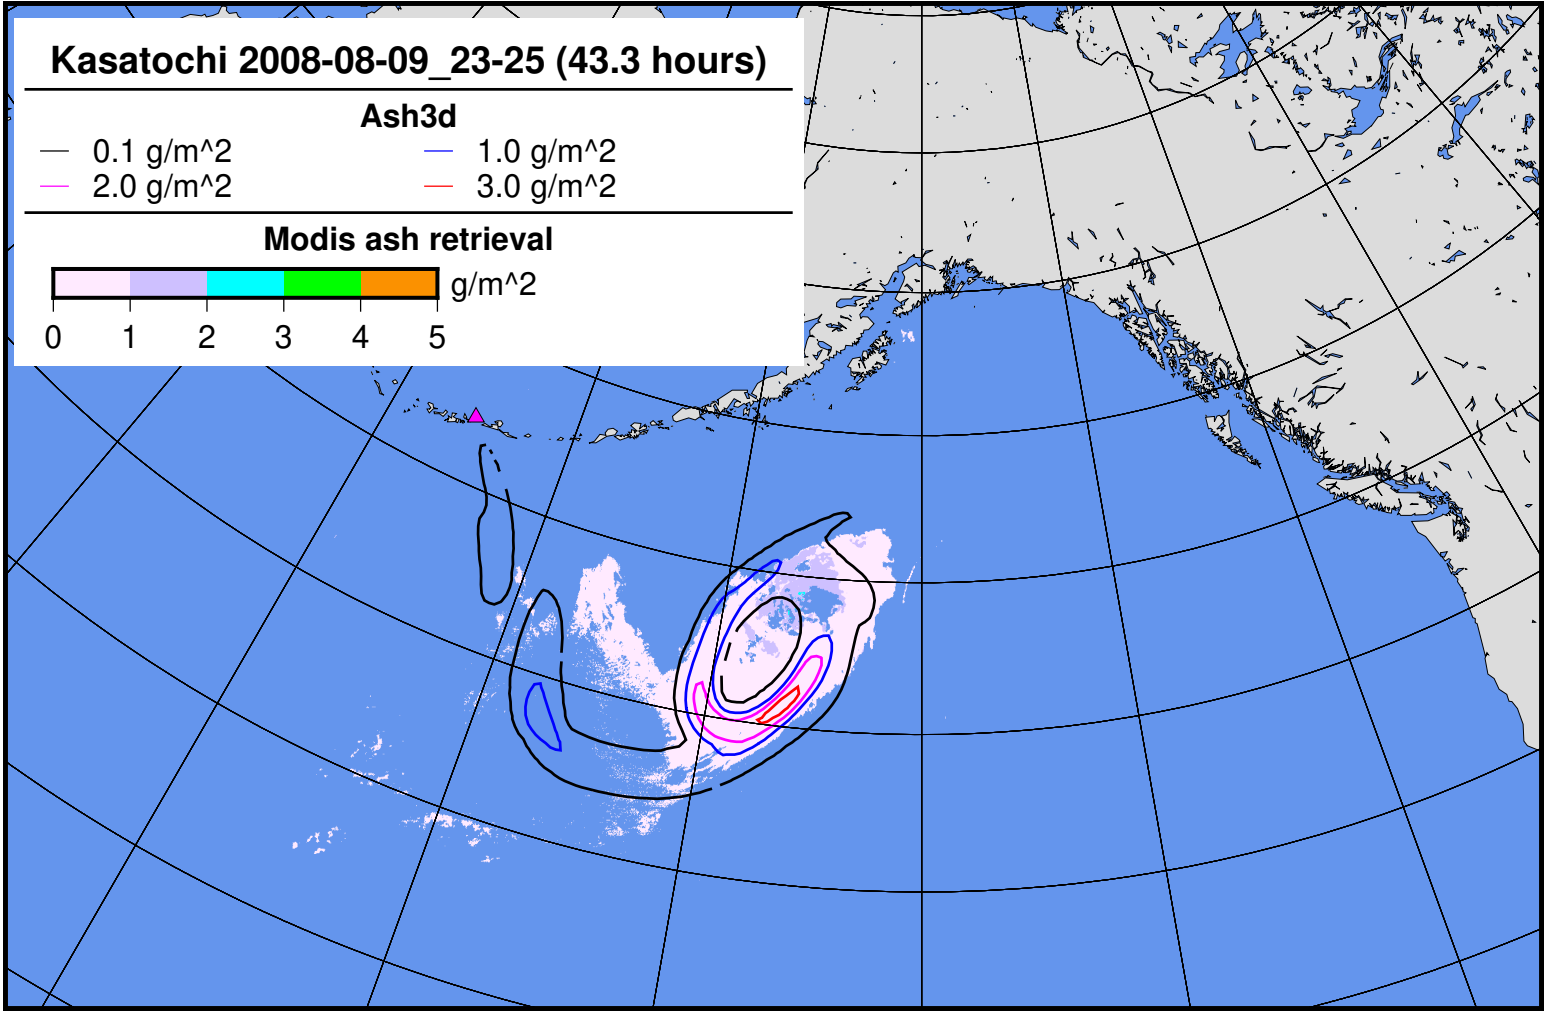 Kasatochi 2008-08-09_23-25 (43.3 hours)
Ash3d
0.1 g/m^2 1.0 g/m^2
2.0 g/m^2 3.0 g/m^2
Modis ash retrieval
g/m^2
0 1 2 3 4 5